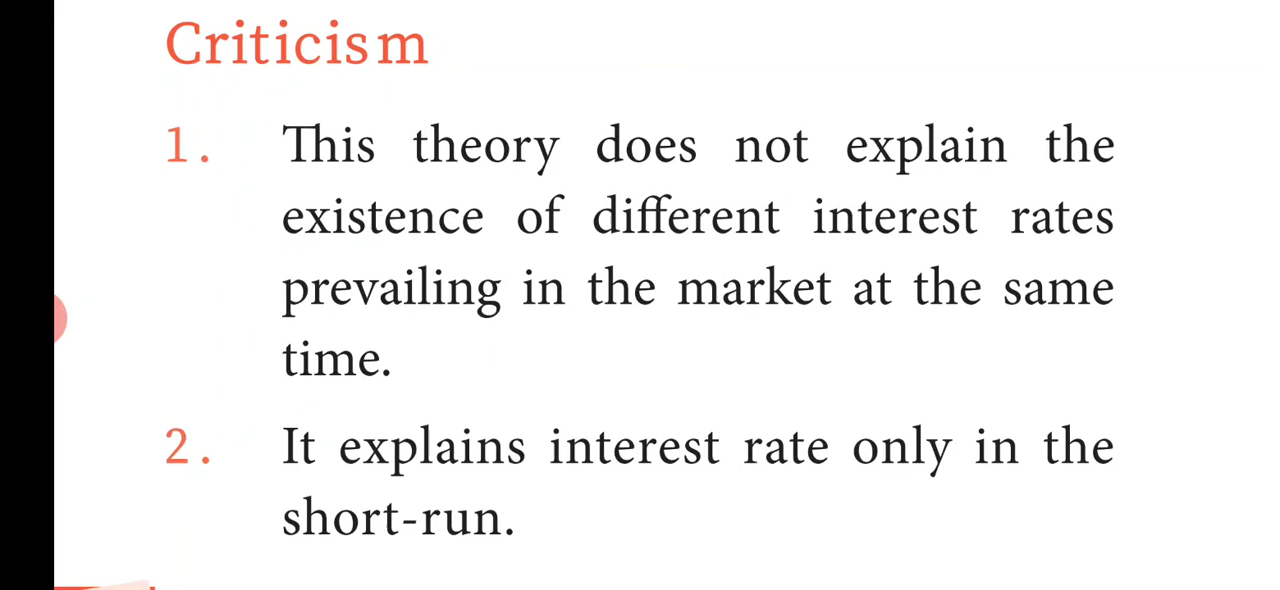 Criticism
1. This theory does not explain the
existence of different interest rates
prevailing in the market at the same
time.
2. It explains interest rate only in the
short-run.